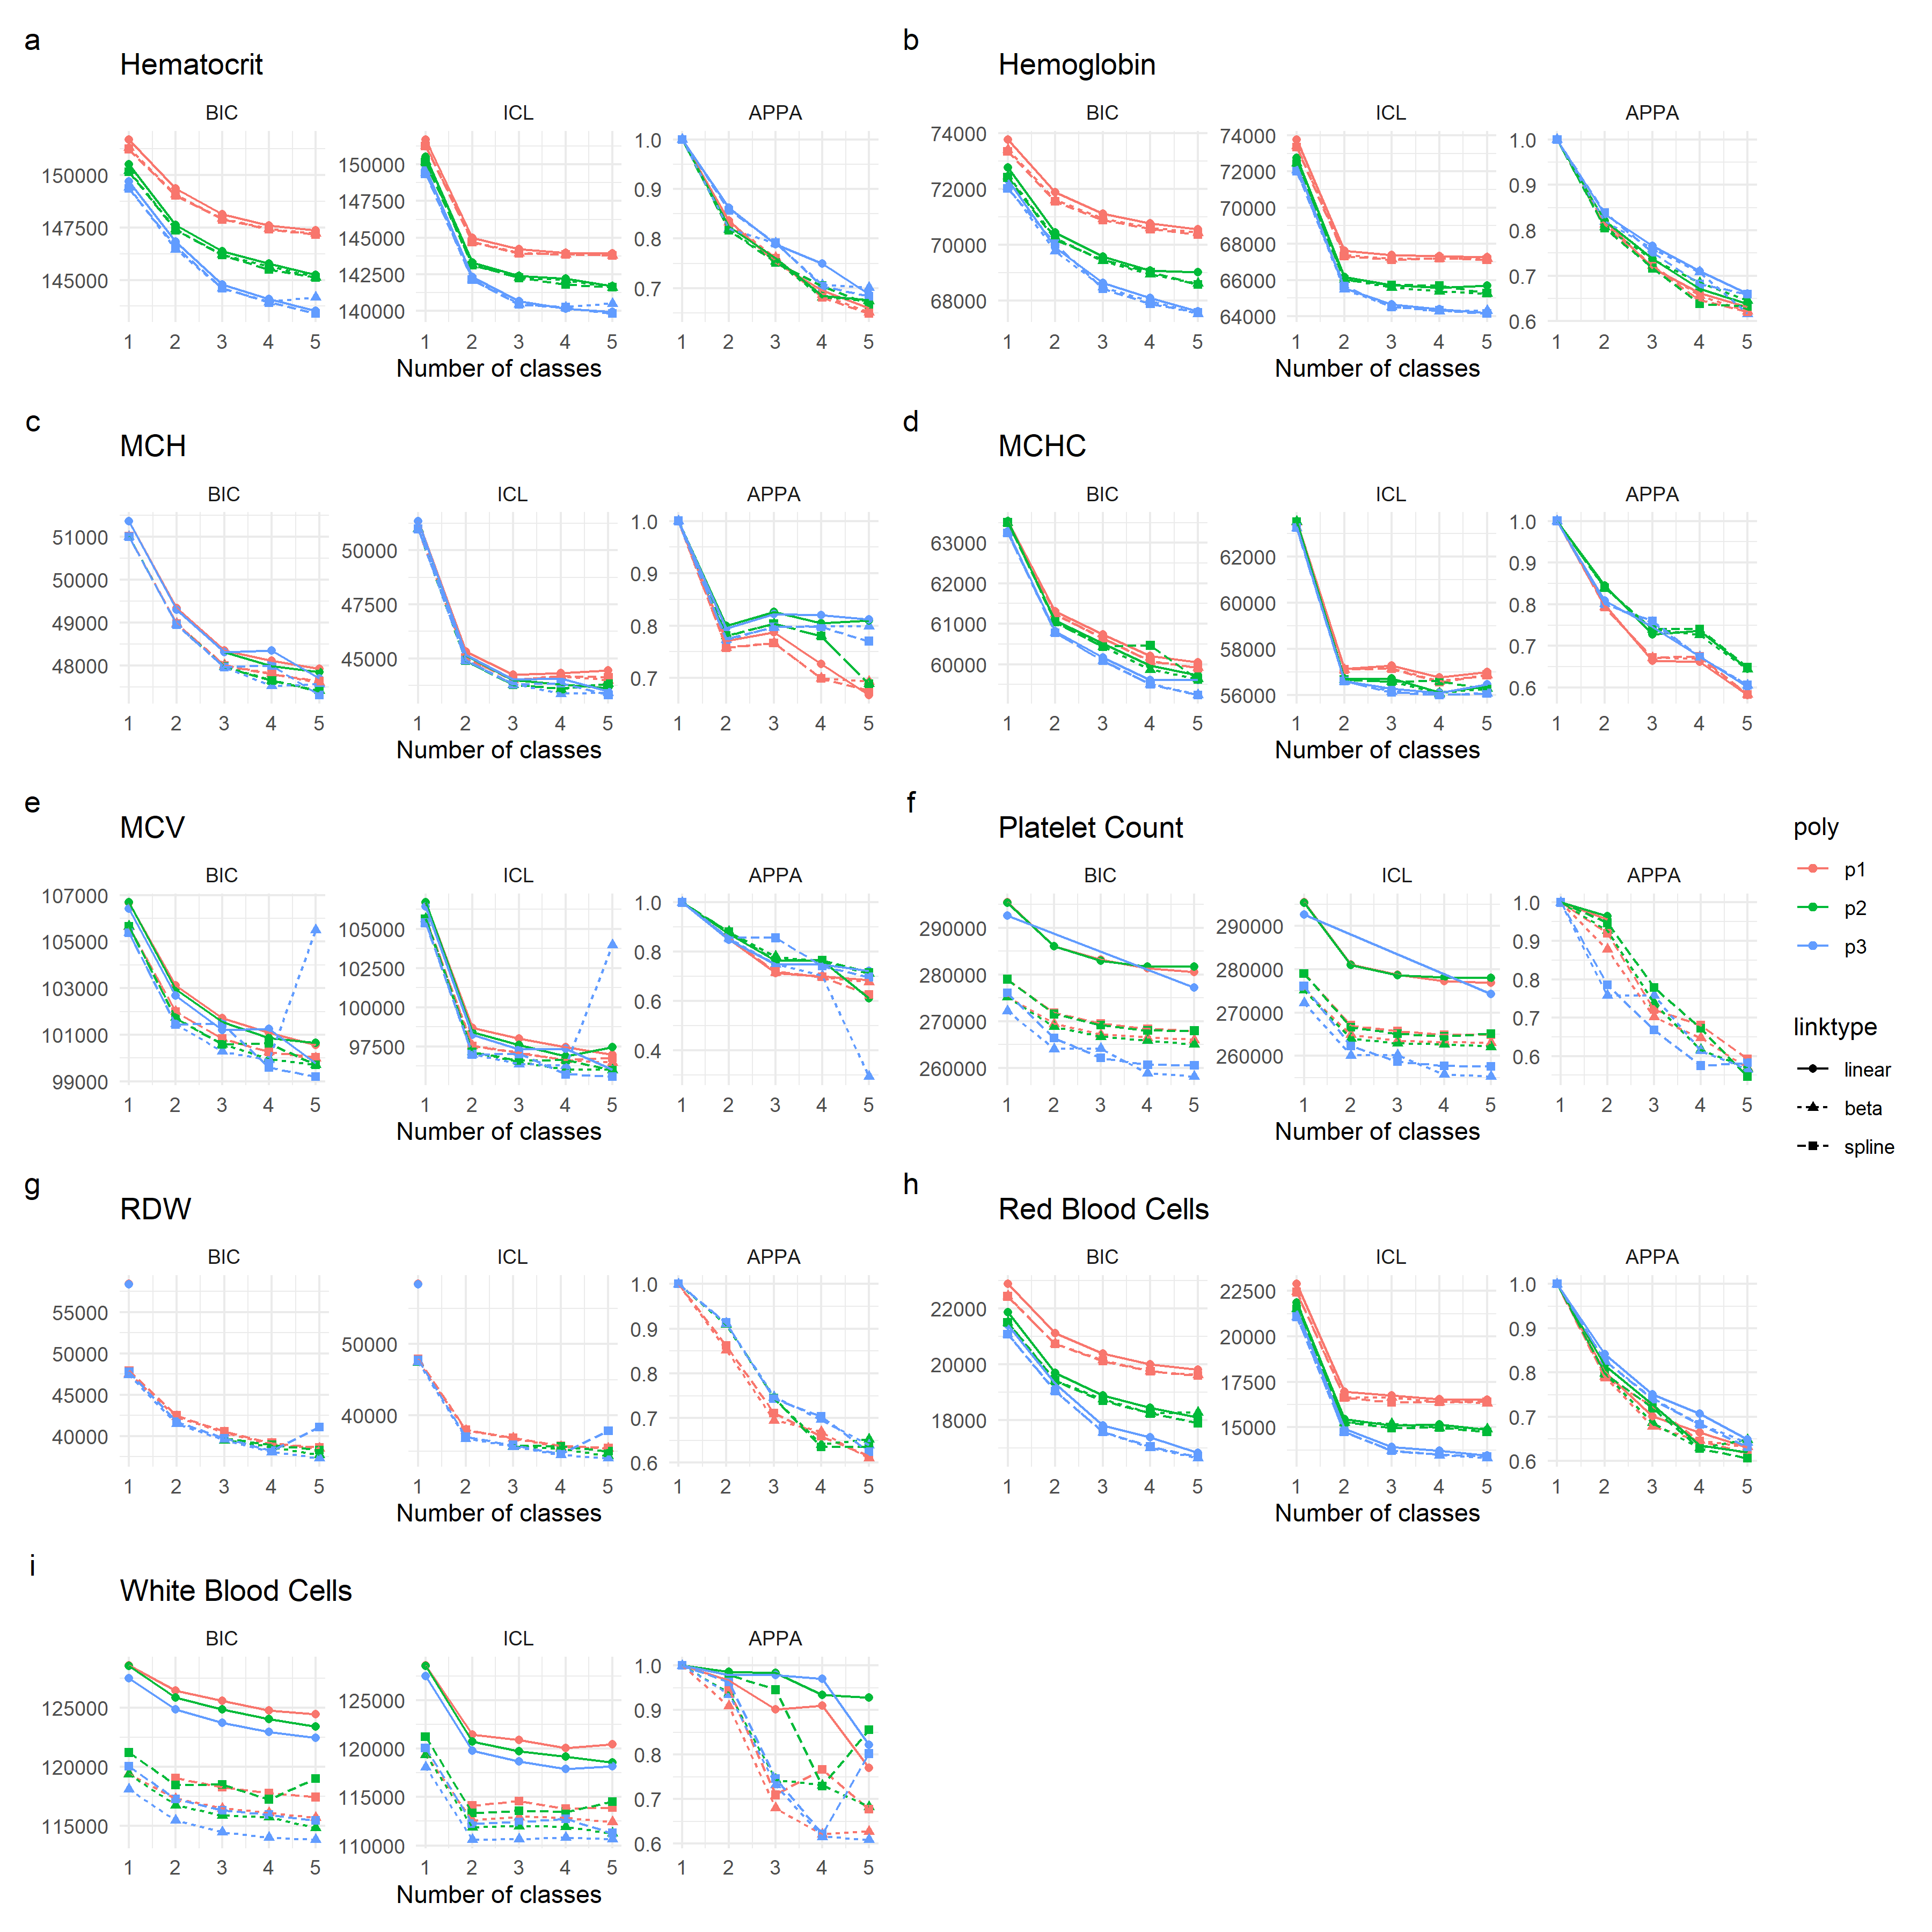 a
Hematocrit
BIC
ICL
APPA
150000
147500
145000
150000
147500
145000
142500
140000
1.0
0.9
0.8
0.7
1 2 3 4 5
1 2 3 4 5
1 2 3 4 5
Number of classes
b
Hemoglobin
BIC
ICL
APPA
74000
72000
70000
68000
74000
72000
70000
68000
66000
64000
1.0
0.9
0.8
0.7
0.6
1 2 3 4 5
1 2 3 4 5
1 2 3 4 5
Number of classes
c
MCH
BIC
ICL
APPA
51000
50000
49000
48000
50000
47500
45000
1.0
0.9
0.8
0.7
1 2 3 4 5
1 2 3 4 5
1 2 3 4 5
Number of classes
d
MCHC
BIC
ICL
APPA
63000
62000
61000
60000
62000
60000
58000
56000
1.0
0.9
0.8
0.7
0.6
1 2 3 4 5
1 2 3 4 5
1 2 3 4 5
Number of classes
e
MCV
BIC
ICL
APPA
107000
105000
103000
101000
99000
105000
102500
100000
97500
1.0
0.8
0.6
0.4
1 2 3 4 5
1 2 3 4 5
1 2 3 4 5
Number of classes
f
Platelet Count
BIC
ICL
APPA
290000
280000
270000
260000
290000
280000
270000
260000
1.0
0.9
0.8
0.7
0.6
1 2 3 4 5
1 2 3 4 5
1 2 3 4 5
Number of classes
poly
p1
p2
p3
linktype
linear
beta
spline
g
RDW
BIC
ICL
APPA
55000
50000
45000
40000
50000
40000
1.0
0.9
0.8
0.7
0.6
1 2 3 4 5
1 2 3 4 5
1 2 3 4 5
Number of classes
h
Red Blood Cells
BIC
ICL
APPA
22000
20000
18000
22500
20000
17500
15000
1.0
0.9
0.8
0.7
0.6
1 2 3 4 5
1 2 3 4 5
1 2 3 4 5
Number of classes
i
White Blood Cells
BIC
ICL
APPA
125000
120000
115000
125000
120000
115000
110000
1.0
0.9
0.8
0.7
0.6
1 2 3 4 5
1 2 3 4 5
1 2 3 4 5
Number of classes